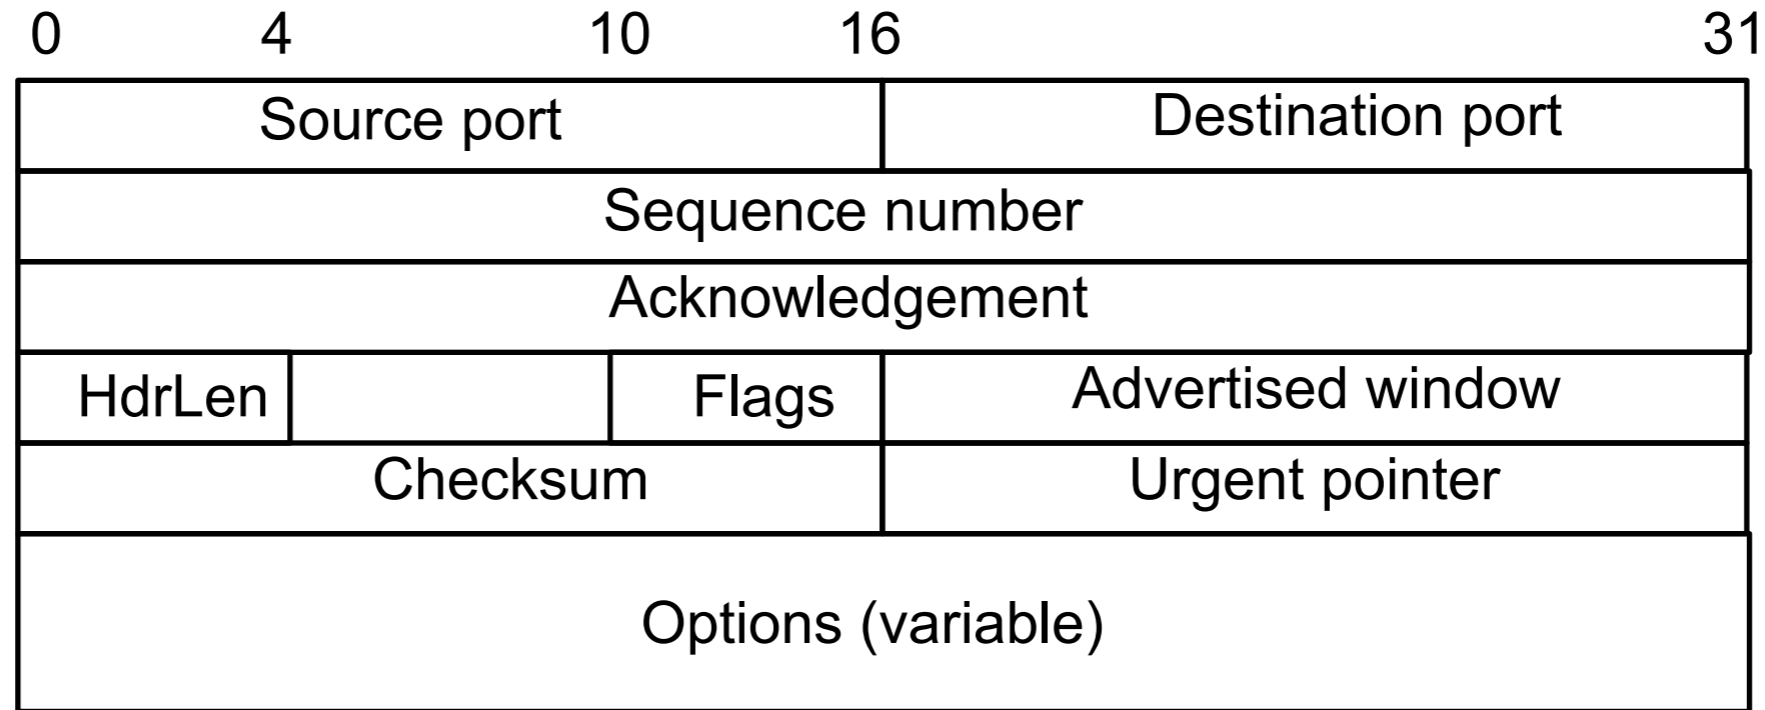 0 4 10 16 31
Source port Destination port
Sequence number
Acknowledgement
HdrLen Flags Advertised window
Checksum Urgent pointer
Options (variable)